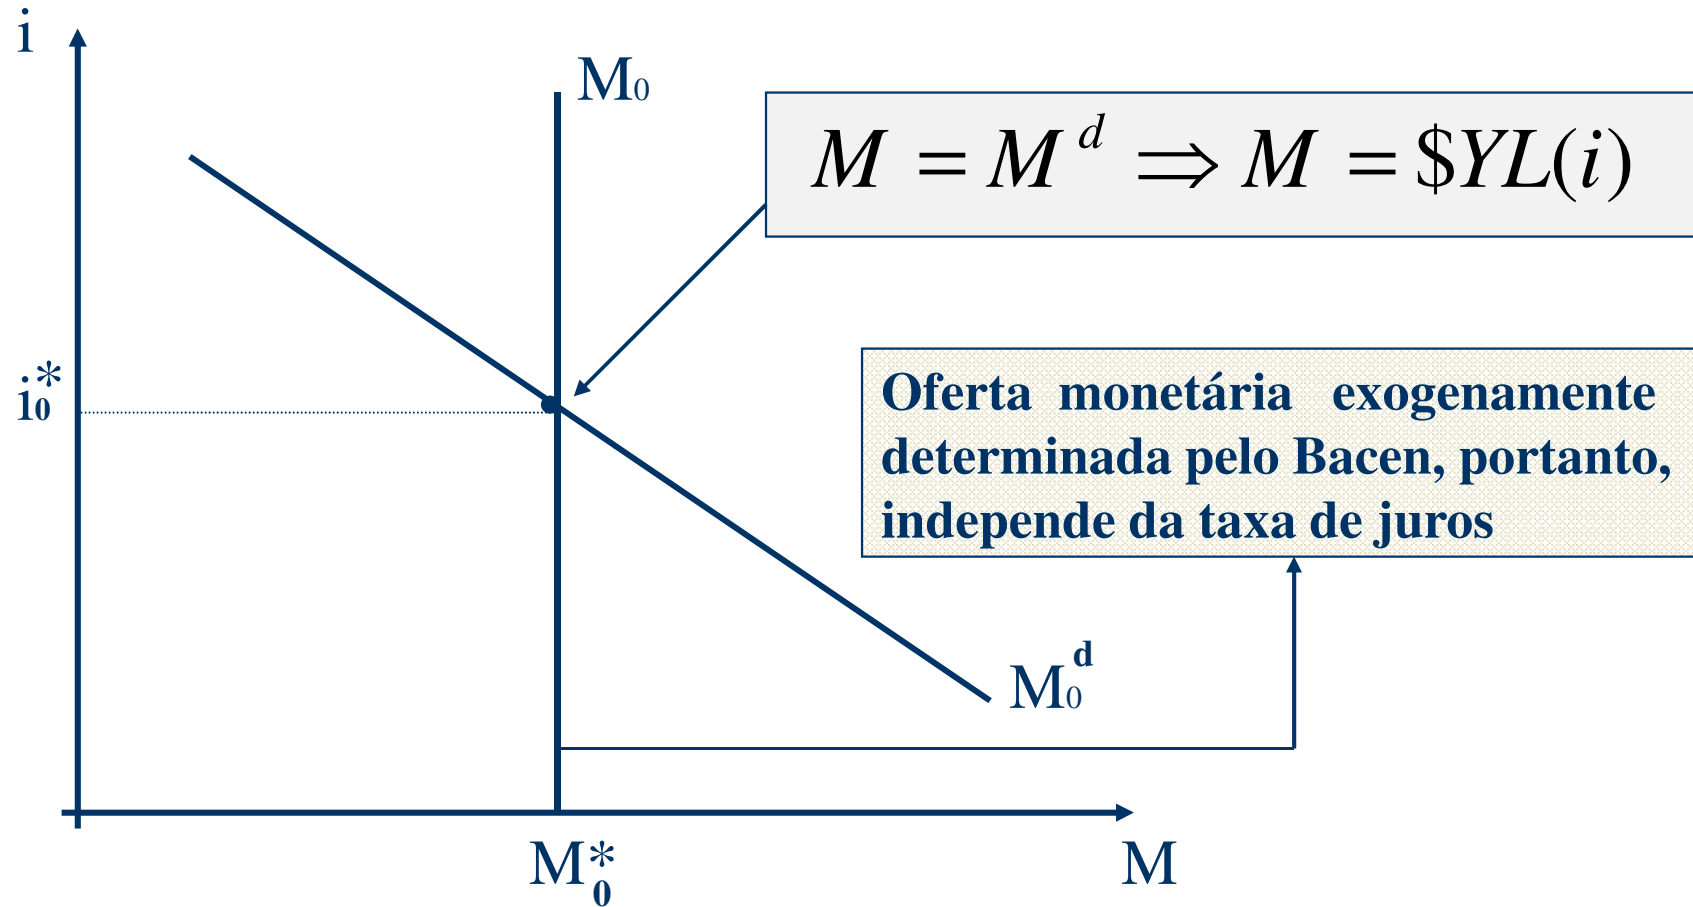 i
M₀
M = M^d ⇒ M = $YL(i)
i₀*
Oferta monetária exogenamente
determinada pelo Bacen, portanto,
independe da taxa de juros
M₀^d
M₀*
M